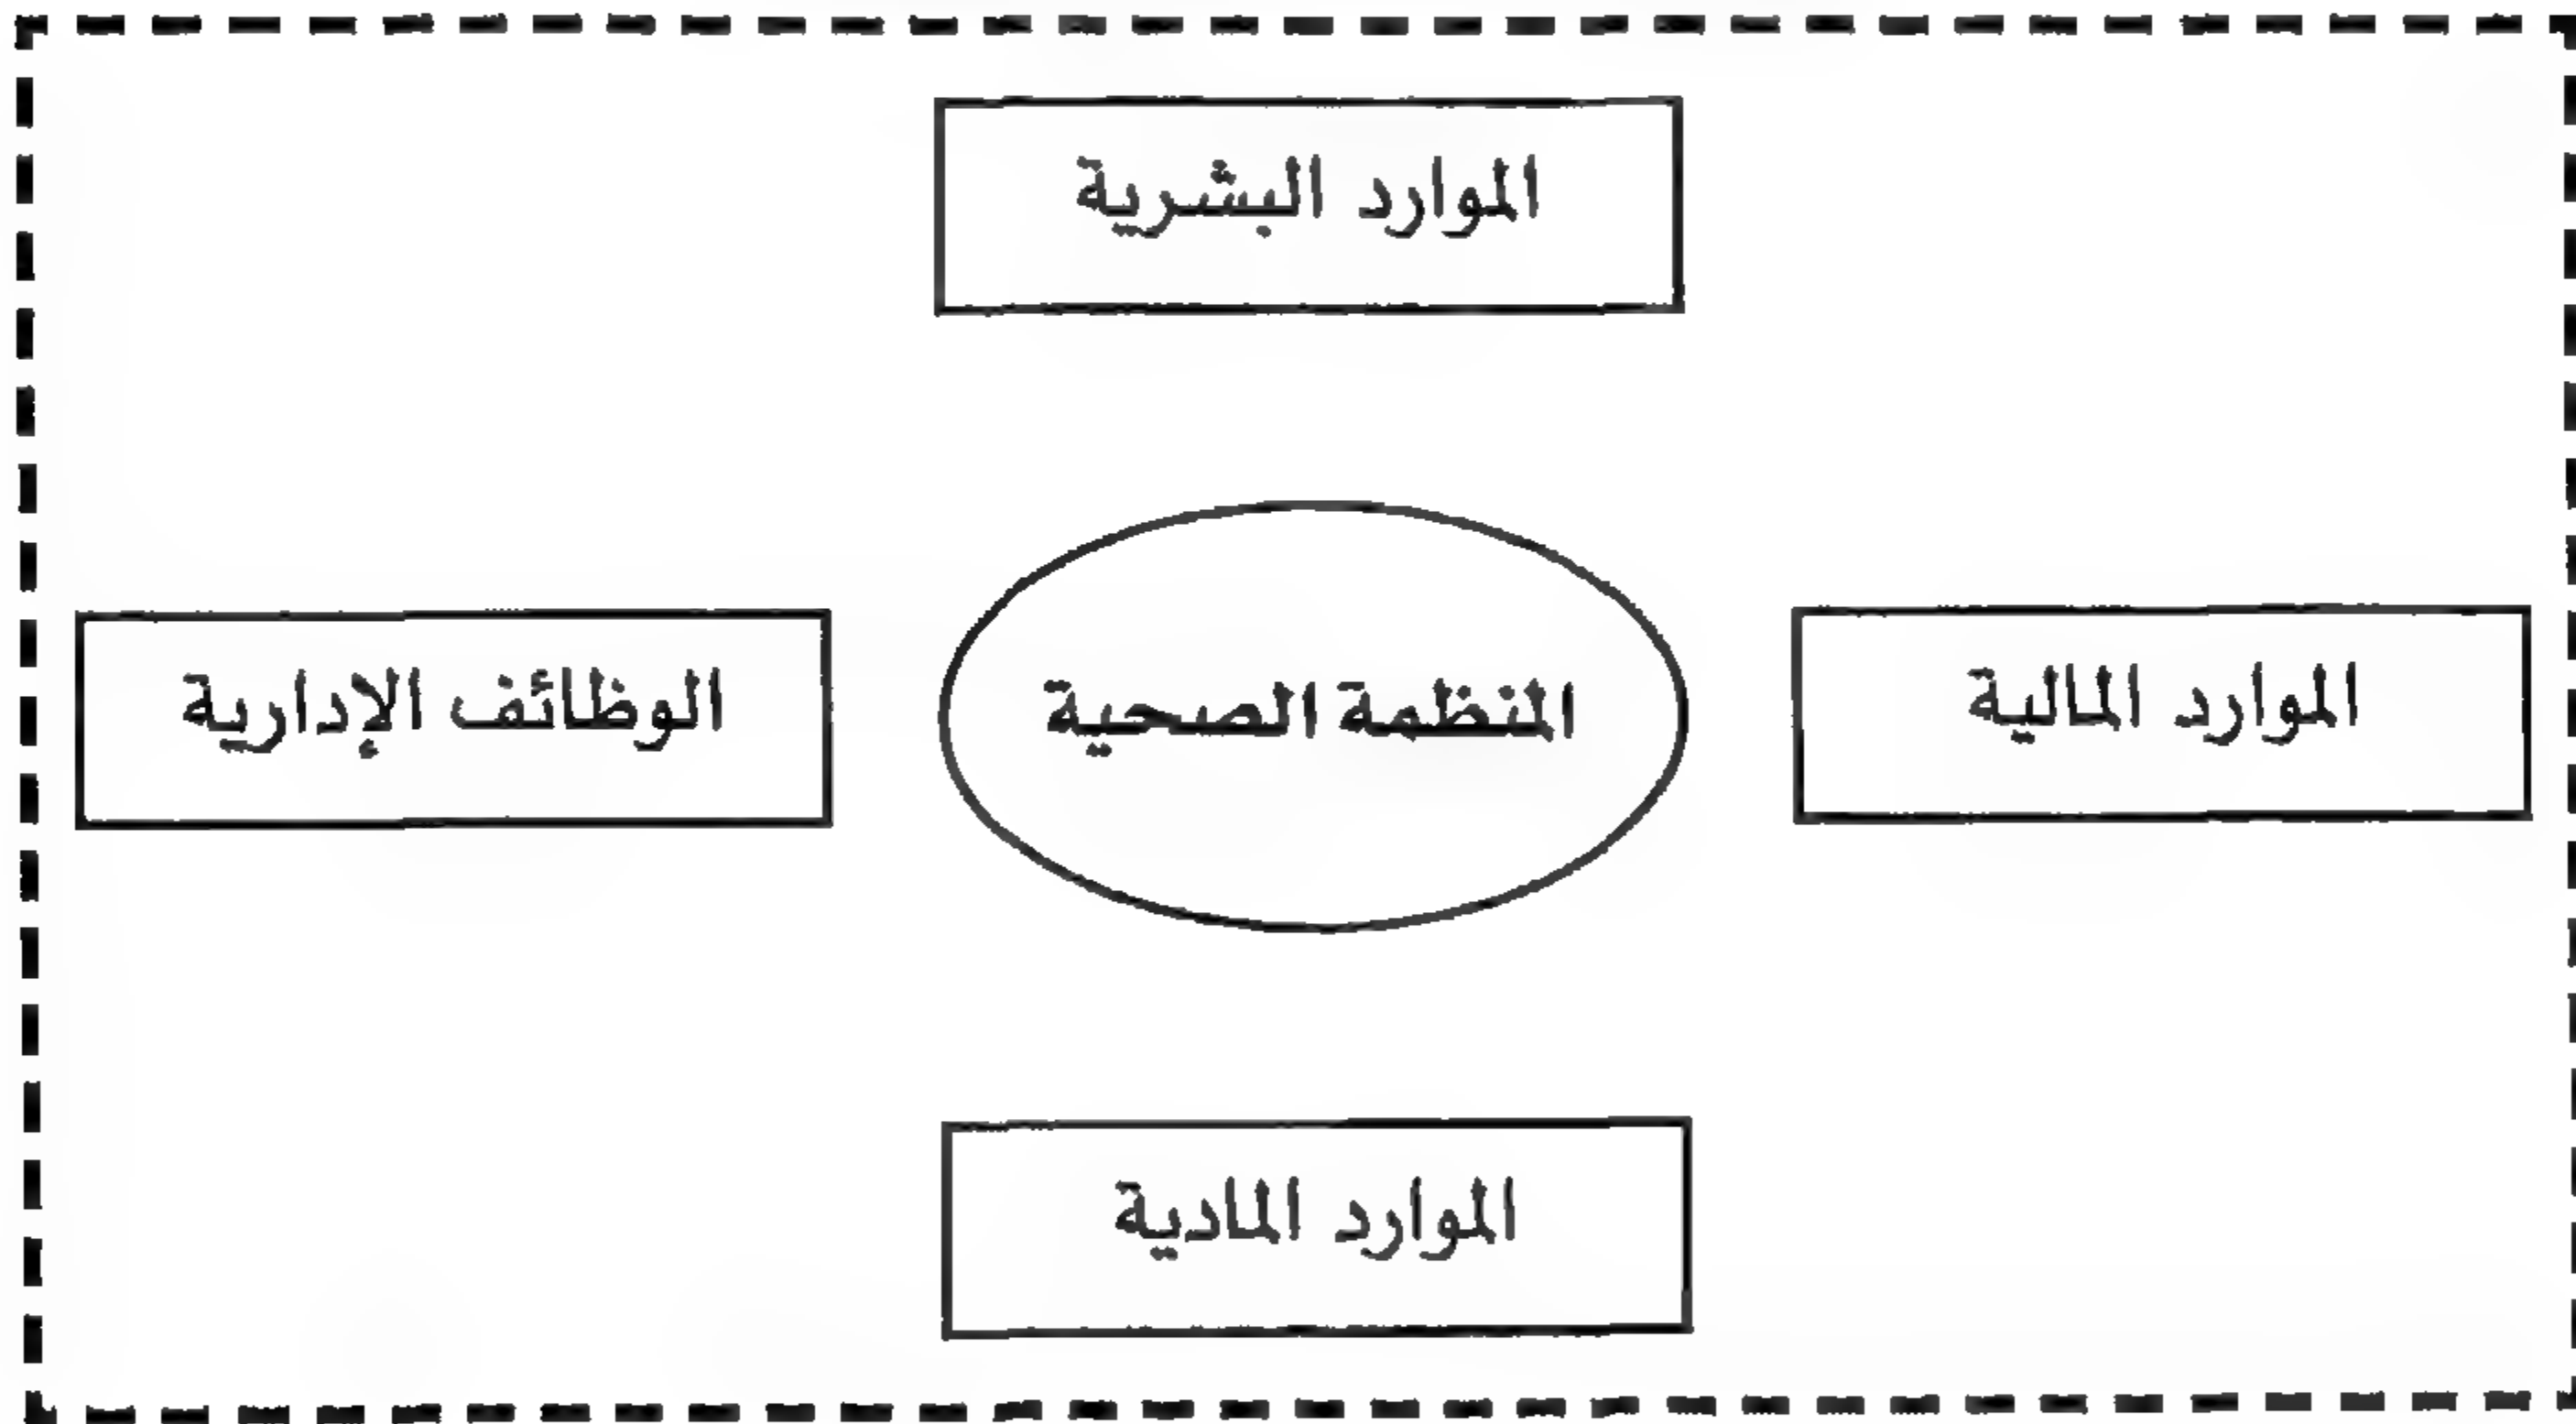 الموارد البشرية
الموارد المالية
المنظمة الصحية
الوظائف الإدارية
الموارد المادية